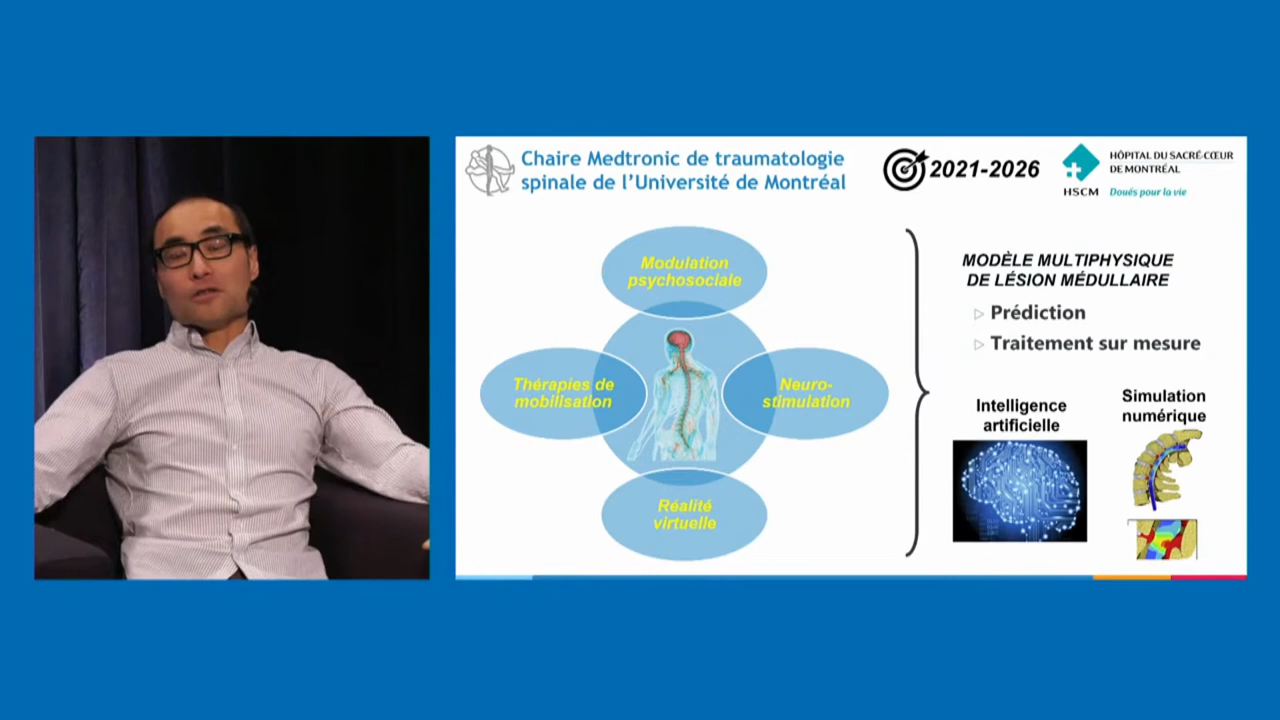 Chaire Medtronic de traumatologie
spinale de l'Université de Montréal
2021-2026
HSCM
HÔPITAL DU SACRÉ-CŒUR
DE MONTRÉAL
Doués pour la vie
Modulation
psychosociale
Thérapies de
mobilisation
Neuro-
stimulation
Réalité
virtuelle
MODÈLE MULTIPHYSIQUE
DE LÉSION MÉDULLAIRE
Prédiction
Traitement sur mesure
Intelligence
artificielle
Simulation
numérique